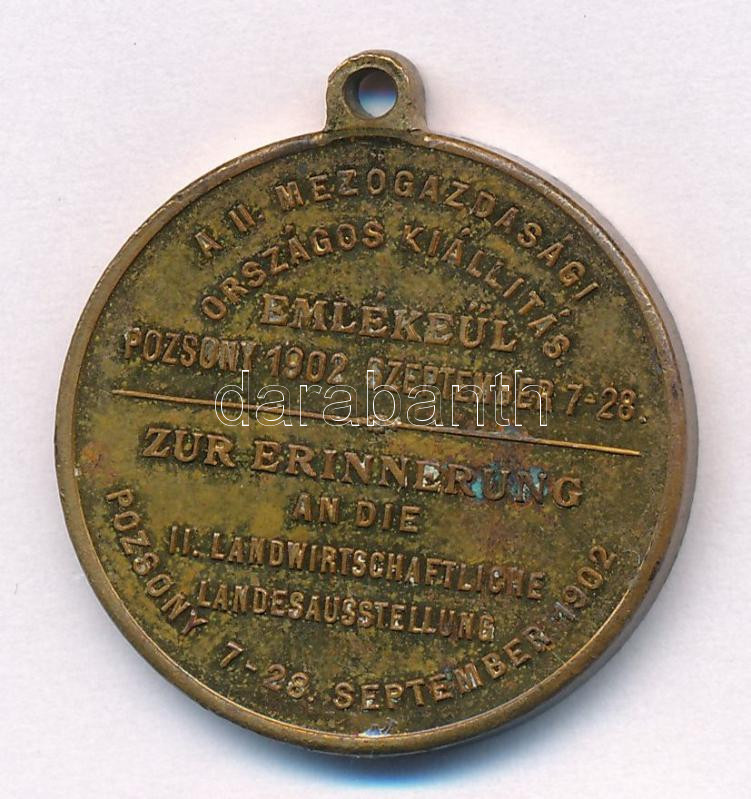 A II. MEZOGAZDASÁGI
ORSZÁGOS KIÁLLITÁS.
EMLÉKEÜL
POZSONY 1902 SZEPTEMBER 7-28.
darabanth
ZUR ERINNERUNG
AN DIE
II. LANDWIRTSCHAFTLICHE
LANDESAUSSTELLUNG
POZSONY 7-28. SEPTEMBER 1902